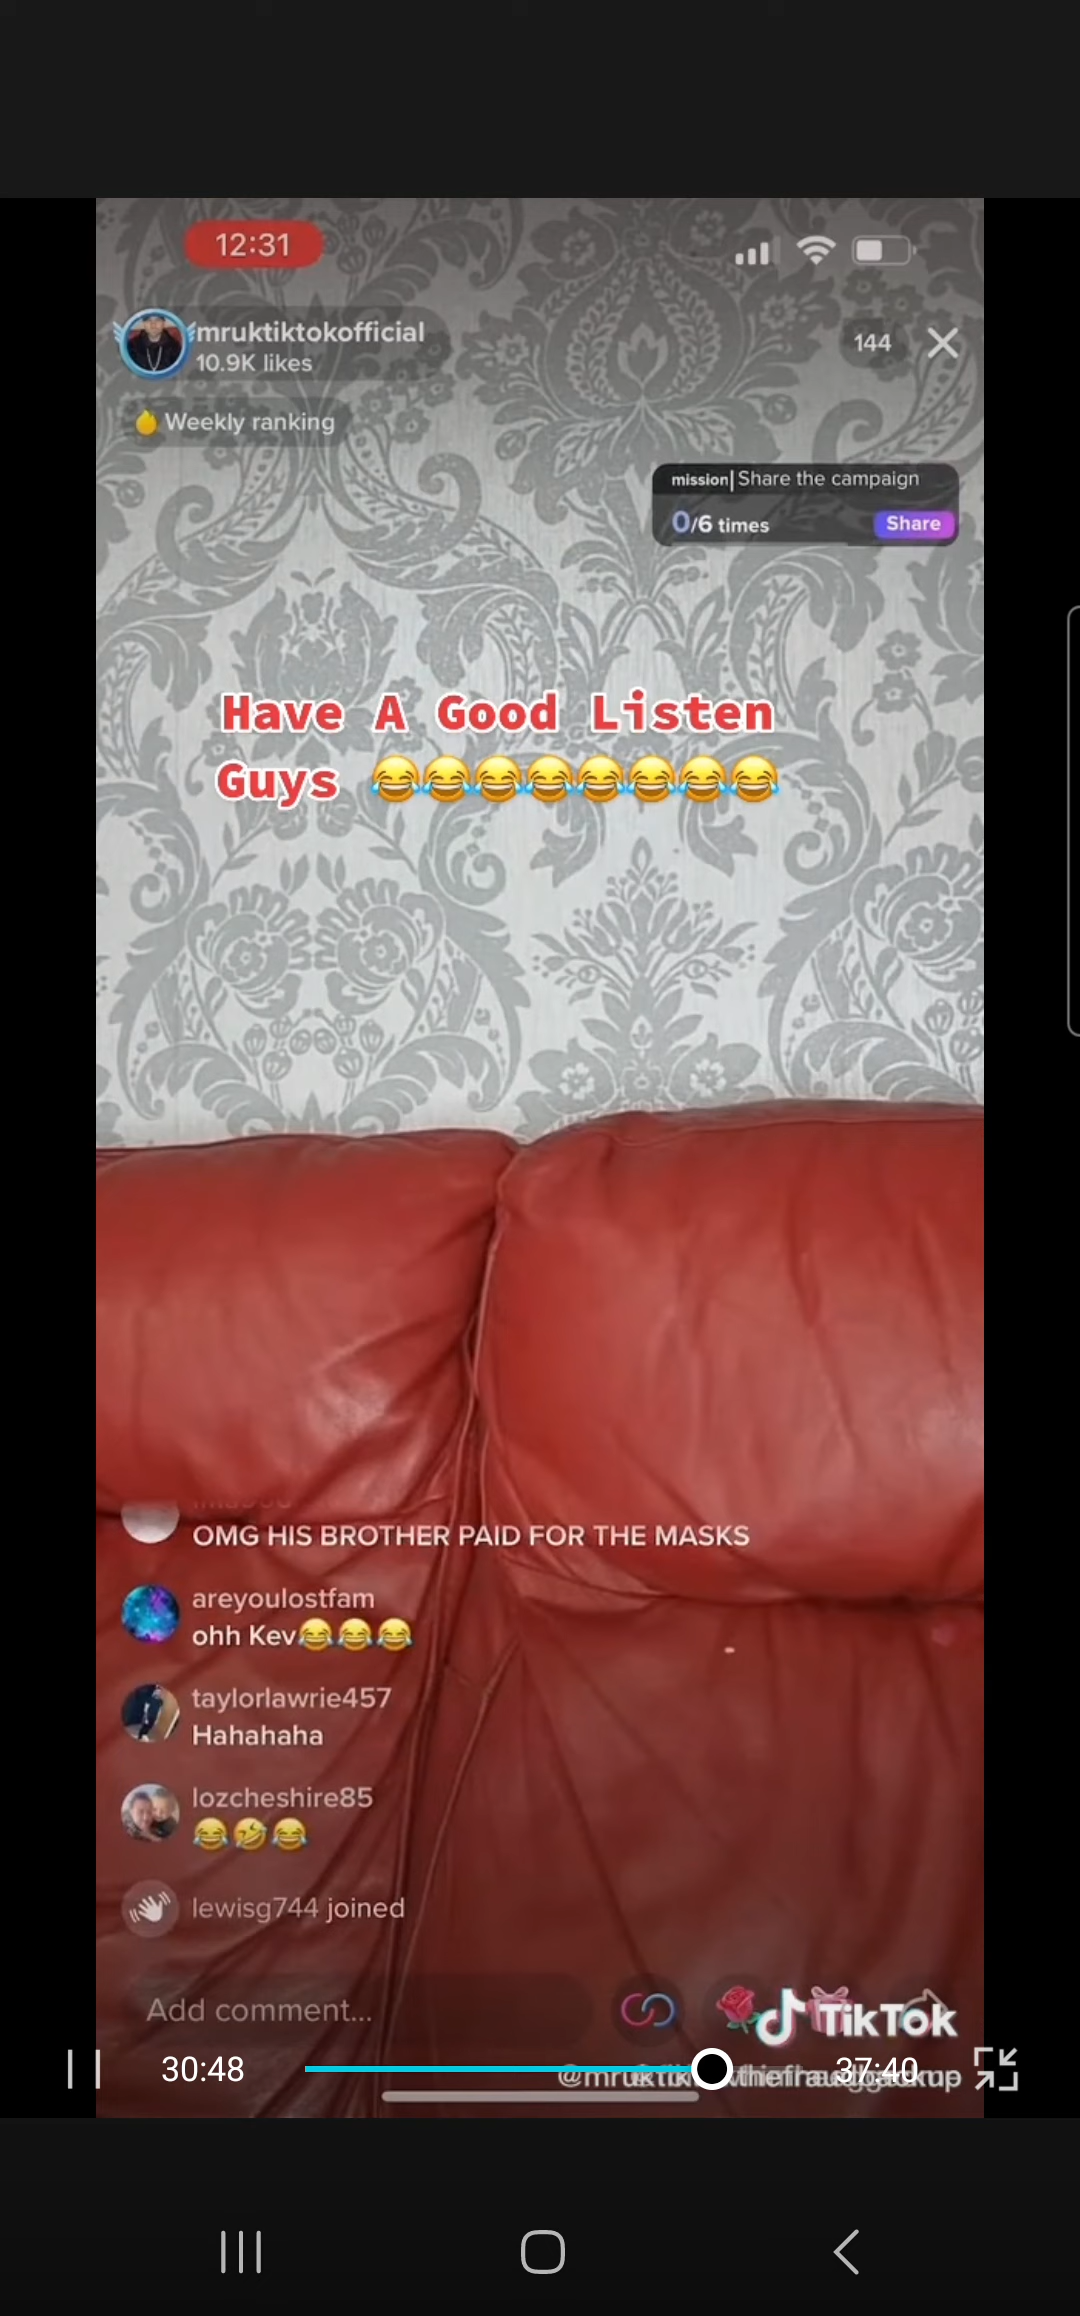 12:31
mruktiktokofficial
10.9K likes
144
Weekly ranking
mission| Share the campaign
0/6 times
Share
Have A Good Listen
Guys 😂😂😂😂😂😂😂😂
OMG HIS BROTHER PAID FOR THE MASKS
areyoulostfam
ohh Kev😂😂😂
taylorlawrie457
Hahahaha
lozcheshire85
😂🤣😂
lewisg744 joined
Add comment...
TikTok
30:48
37:40